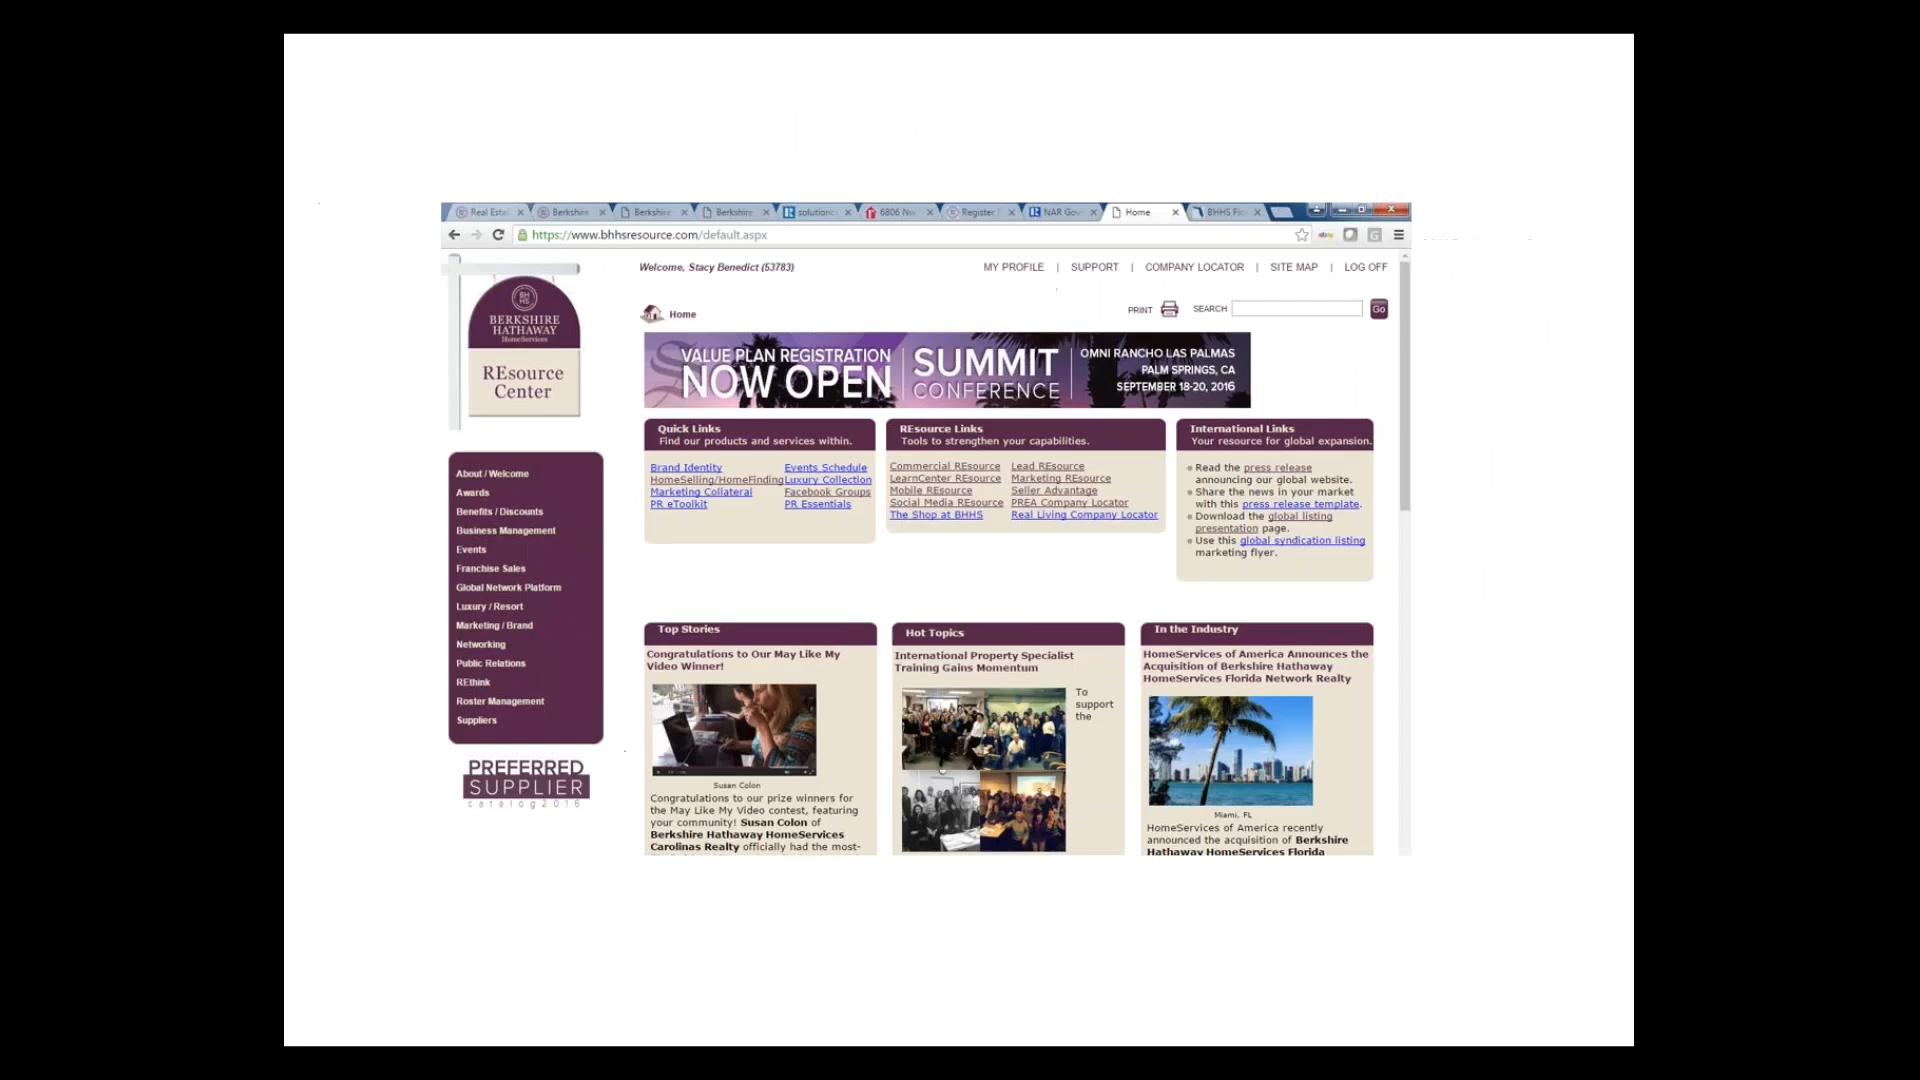 Real Esta
Berkshire
Berkshire
Berkshire
solution
6806 Nw
Register
NAR Gov
Home
BHHS Flo
https://www.bhhsresource.com/default.aspx
Welcome, Stacy Benedict (53783)
MY PROFILE | SUPPORT | COMPANY LOCATOR | SITE MAP | LOG OFF
Home
PRINT
SEARCH
Go
BH
HS
BERKSHIRE
HATHAWAY
HomeServices
REsource
Center
VALUE PLAN REGISTRATION
NOW OPEN
SUMMIT
CONFERENCE
OMNI RANCHO LAS PALMAS
PALM SPRINGS, CA
SEPTEMBER 18-20, 2016
About / Welcome
Awards
Benefits / Discounts
Business Management
Events
Franchise Sales
Global Network Platform
Luxury / Resort
Marketing / Brand
Networking
Public Relations
REthink
Roster Management
Suppliers
PREFERRED
SUPPLIER
catalog2016
Quick Links
Find our products and services within.
Brand Identity
HomeSelling/HomeFinding
Marketing Collateral
PR eToolkit
Events Schedule
Luxury Collection
Facebook Groups
PR Essentials
REsource Links
Tools to strengthen your capabilities.
Commercial REsource
LearnCenter REsource
Mobile REsource
Social Media REsource
The Shop at BHHS
Lead REsource
Marketing REsource
Seller Advantage
PREA Company Locator
Real Living Company Locator
International Links
Your resource for global expansion.
Read the press release
announcing our global website.
Share the news in your market
with this press release template.
Download the global listing
presentation page.
Use this global syndication listing
marketing flyer.
Top Stories
Congratulations to Our May Like My
Video Winner!
Susan Colon
Congratulations to our prize winners for
the May Like My Video contest, featuring
your community! Susan Colon of
Berkshire Hathaway HomeServices
Carolinas Realty officially had the most-
Hot Topics
International Property Specialist
Training Gains Momentum
To
support
the
In the Industry
HomeServices of America Announces the
Acquisition of Berkshire Hathaway
HomeServices Florida Network Realty
Miami, FL
HomeServices of America recently
announced the acquisition of Berkshire
Hathaway HomeServices Florida